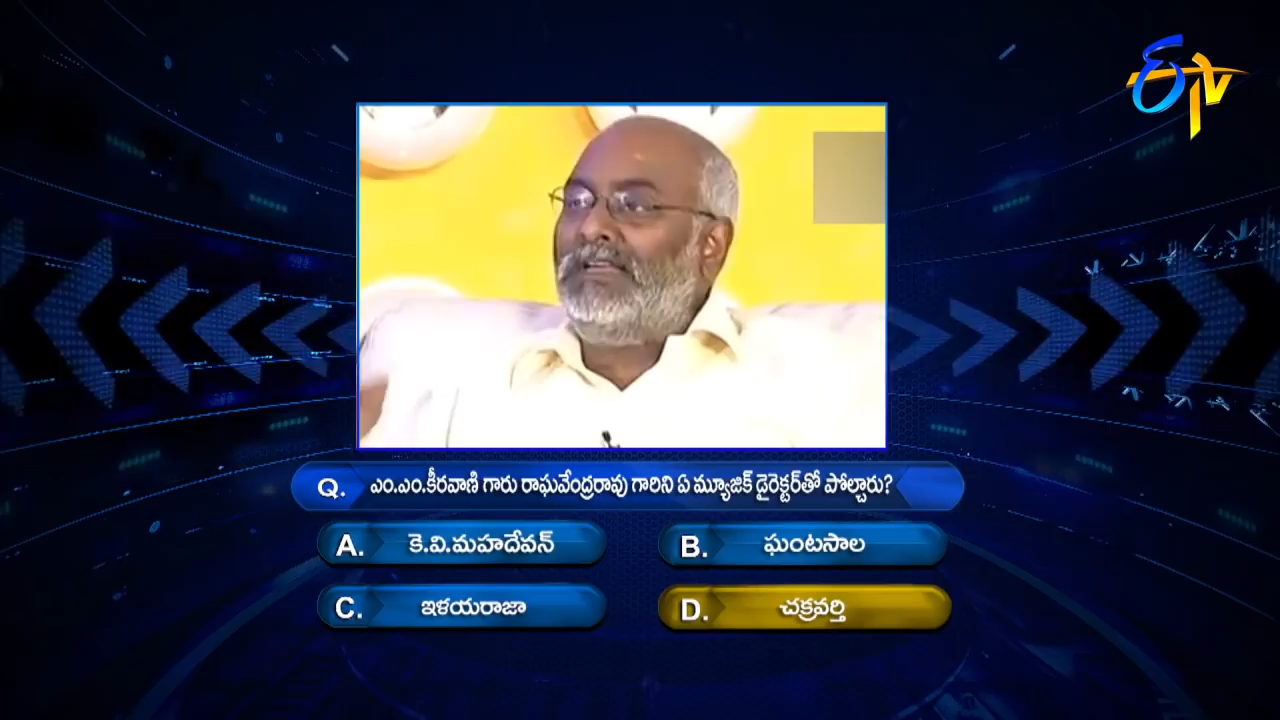 ETV
Q. ఎం.ఎం.కీరవాణి గారు రాఘవేంద్రరావు గారిని ఏ మ్యూజిక్ డైరెక్టర్‌తో పోల్చారు?
A. కె.వి.మహదేవన్ B. ఘంటసాల
C. ఇళయరాజా D. చక్రవర్తి